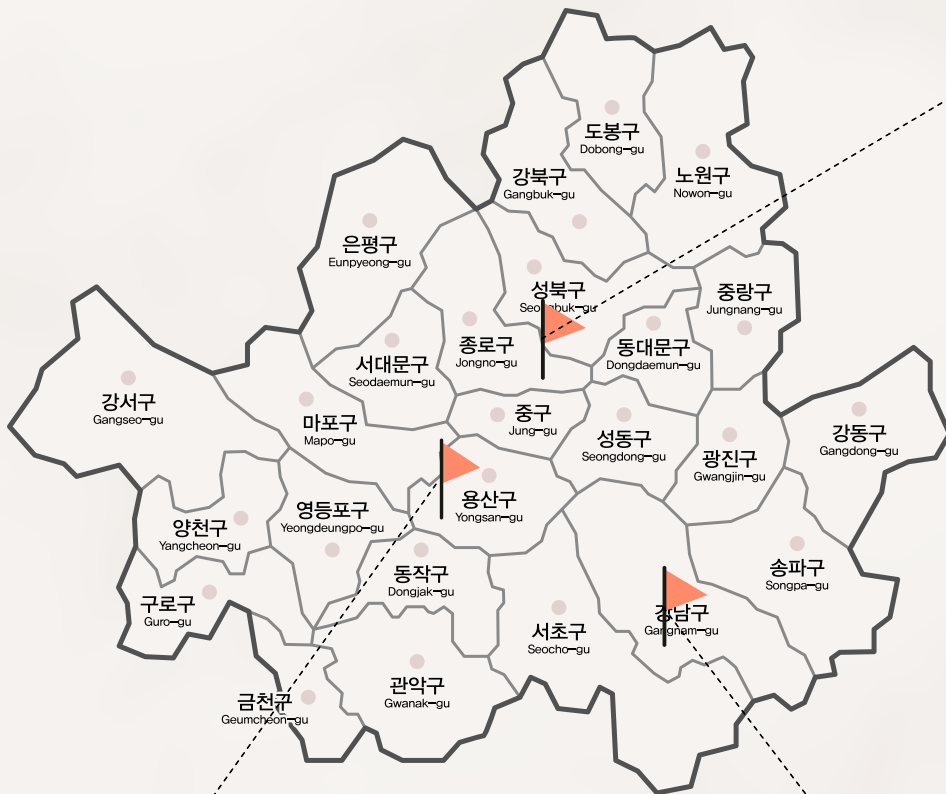 도봉구
Dobong-gu
강북구
Gangbuk-gu
노원구
Nowon-gu
은평구
Eunpyeong-gu
성북구
Seongbuk-gu
중랑구
Jungnang-gu
종로구
Jongno-gu
동대문구
Dongdaemun-gu
서대문구
Seodaemun-gu
강서구
Gangseo-gu
마포구
Mapo-gu
중구
Jung-gu
성동구
Seongdong-gu
강동구
Gangdong-gu
광진구
Gwangjin-gu
용산구
Yongsan-gu
영등포구
Yeongdeungpo-gu
양천구
Yangcheon-gu
동작구
Dongjak-gu
송파구
Songpa-gu
구로구
Guro-gu
강남구
Gangnam-gu
서초구
Seocho-gu
관악구
Gwanak-gu
금천구
Geumcheon-gu